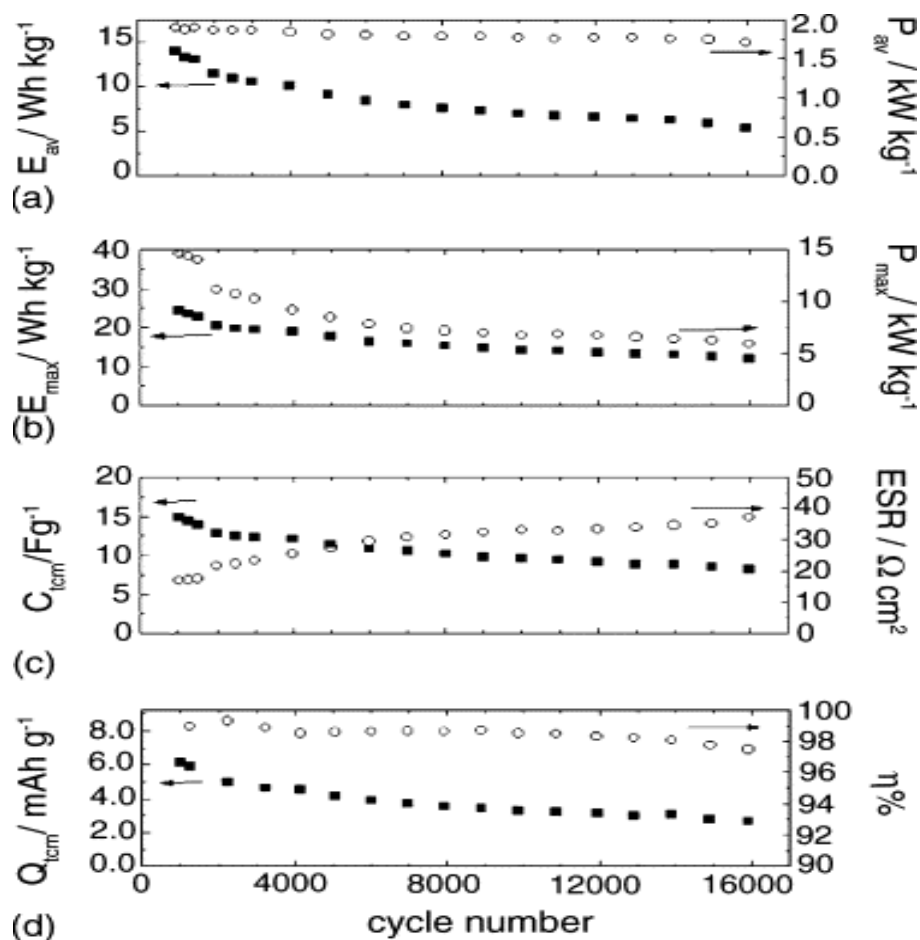 15
10
5
0
E_av / Wh kg⁻¹
2.0
1.5
1.0
0.5
0.0
P_av / kW kg⁻¹
(a)
40
30
20
10
0
E_max / Wh kg⁻¹
15
10
5
0
P_max / kW kg⁻¹
(b)
20
15
10
5
0
C_tcm/Fg⁻¹
50
40
30
20
10
0
ESR / Ω cm²
(c)
8.0
6.0
4.0
2.0
0.0
Q_tcm / mAh g⁻¹
100
98
96
94
92
90
η%
0 4000 8000 12000 16000
cycle number
(d)